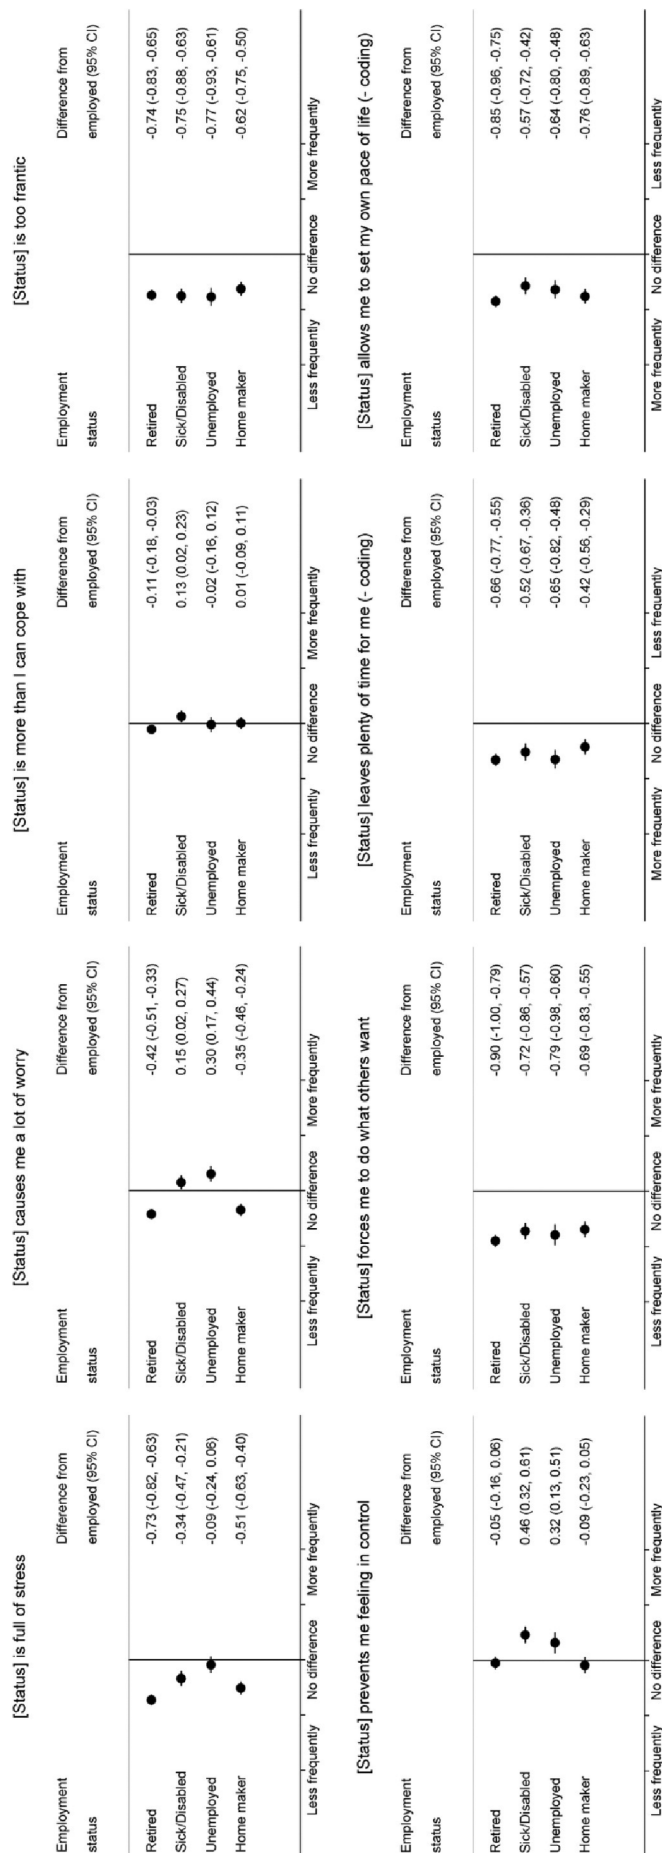 [Status] is full of stress
Employment Difference from
status employed (95% CI)
Retired -0.73 (-0.82, -0.63)
Sick/Disabled -0.34 (-0.47, -0.21)
Unemployed -0.09 (-0.24, 0.06)
Home maker -0.51 (-0.63, -0.40)
Less frequently No difference More frequently
[Status] causes me a lot of worry
Employment Difference from
status employed (95% CI)
Retired -0.42 (-0.51, -0.33)
Sick/Disabled 0.15 (0.02, 0.27)
Unemployed 0.30 (0.17, 0.44)
Home maker -0.35 (-0.46, -0.24)
Less frequently No difference More frequently
[Status] is more than I can cope with
Employment Difference from
status employed (95% CI)
Retired -0.11 (-0.18, -0.03)
Sick/Disabled 0.13 (0.02, 0.23)
Unemployed -0.02 (-0.16, 0.12)
Home maker 0.01 (-0.09, 0.11)
Less frequently No difference More frequently
[Status] is too frantic
Employment Difference from
status employed (95% CI)
Retired -0.74 (-0.83, -0.65)
Sick/Disabled -0.75 (-0.88, -0.63)
Unemployed -0.77 (-0.93, -0.61)
Home maker -0.62 (-0.75, -0.50)
Less frequently No difference More frequently
[Status] prevents me feeling in control
Employment Difference from
status employed (95% CI)
Retired -0.05 (-0.16, 0.06)
Sick/Disabled 0.46 (0.32, 0.61)
Unemployed 0.32 (0.13, 0.51)
Home maker -0.09 (-0.23, 0.05)
Less frequently No difference More frequently
[Status] forces me to do what others want
Employment Difference from
status employed (95% CI)
Retired -0.90 (-1.00, -0.79)
Sick/Disabled -0.72 (-0.86, -0.57)
Unemployed -0.79 (-0.98, -0.60)
Home maker -0.69 (-0.83, -0.55)
Less frequently No difference More frequently
[Status] leaves plenty of time for me (- coding)
Employment Difference from
status employed (95% CI)
Retired -0.66 (-0.77, -0.55)
Sick/Disabled -0.52 (-0.67, -0.36)
Unemployed -0.65 (-0.82, -0.48)
Home maker -0.42 (-0.56, -0.29)
More frequently No difference Less frequently
[Status] allows me to set my own pace of life (- coding)
Employment Difference from
status employed (95% CI)
Retired -0.85 (-0.96, -0.75)
Sick/Disabled -0.57 (-0.72, -0.42)
Unemployed -0.64 (-0.80, -0.48)
Home maker -0.76 (-0.89, -0.63)
More frequently No difference Less frequently